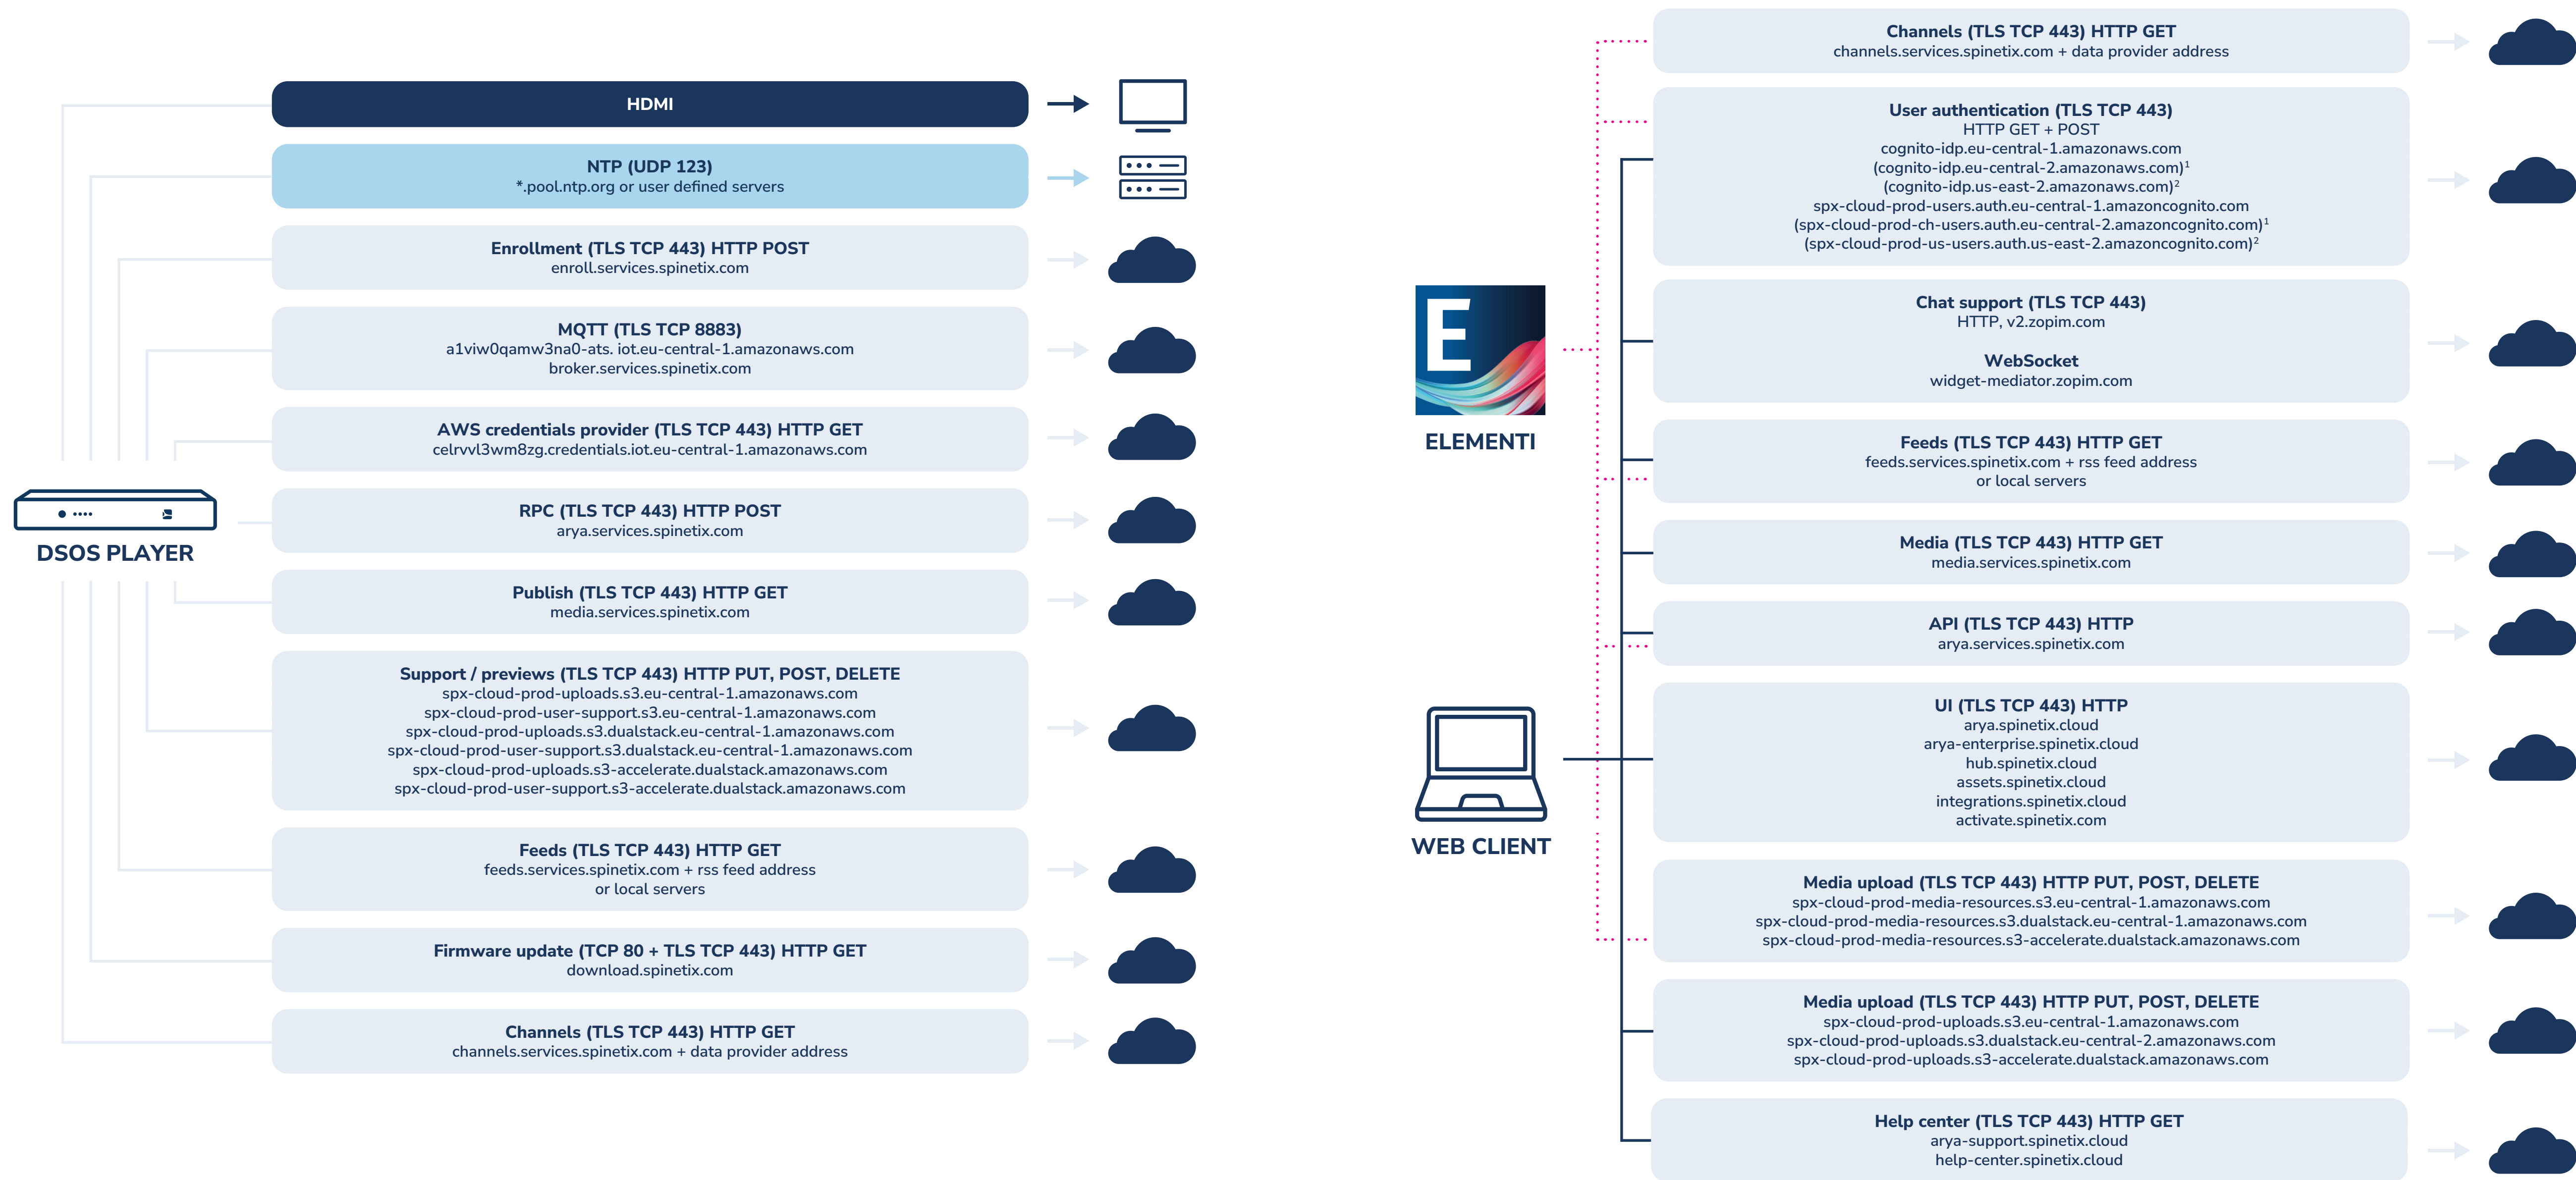 HDMI
NTP (UDP 123)
*.pool.ntp.org or user defined servers
Enrollment (TLS TCP 443) HTTP POST
enroll.services.spinetix.com
MQTT (TLS TCP 8883)
a1viw0qamw3na0-ats. iot.eu-central-1.amazonaws.com
broker.services.spinetix.com
AWS credentials provider (TLS TCP 443) HTTP GET
celrvvl3wm8zg.credentials.iot.eu-central-1.amazonaws.com
DSOS PLAYER
RPC (TLS TCP 443) HTTP POST
arya.services.spinetix.com
Publish (TLS TCP 443) HTTP GET
media.services.spinetix.com
Support / previews (TLS TCP 443) HTTP PUT, POST, DELETE
spx-cloud-prod-uploads.s3.eu-central-1.amazonaws.com
spx-cloud-prod-user-support.s3.eu-central-1.amazonaws.com
spx-cloud-prod-uploads.s3.dualstack.eu-central-1.amazonaws.com
spx-cloud-prod-user-support.s3.dualstack.eu-central-1.amazonaws.com
spx-cloud-prod-uploads.s3-accelerate.dualstack.amazonaws.com
spx-cloud-prod-user-support.s3-accelerate.dualstack.amazonaws.com
Feeds (TLS TCP 443) HTTP GET
feeds.services.spinetix.com + rss feed address
or local servers
Firmware update (TCP 80 + TLS TCP 443) HTTP GET
download.spinetix.com
Channels (TLS TCP 443) HTTP GET
channels.services.spinetix.com + data provider address
E
ELEMENTI
WEB CLIENT
Channels (TLS TCP 443) HTTP GET
channels.services.spinetix.com + data provider address
User authentication (TLS TCP 443)
HTTP GET + POST
cognito-idp.eu-central-1.amazonaws.com
(cognito-idp.eu-central-2.amazonaws.com)¹
(cognito-idp.us-east-2.amazonaws.com)²
spx-cloud-prod-users.auth.eu-central-1.amazoncognito.com
(spx-cloud-prod-ch-users.auth.eu-central-2.amazoncognito.com)¹
(spx-cloud-prod-us-users.auth.us-east-2.amazoncognito.com)²
Chat support (TLS TCP 443)
HTTP, v2.zopim.com
WebSocket
widget-mediator.zopim.com
Feeds (TLS TCP 443) HTTP GET
feeds.services.spinetix.com + rss feed address
or local servers
Media (TLS TCP 443) HTTP GET
media.services.spinetix.com
API (TLS TCP 443) HTTP
arya.services.spinetix.com
UI (TLS TCP 443) HTTP
arya.spinetix.cloud
arya-enterprise.spinetix.cloud
hub.spinetix.cloud
assets.spinetix.cloud
integrations.spinetix.cloud
activate.spinetix.com
Media upload (TLS TCP 443) HTTP PUT, POST, DELETE
spx-cloud-prod-media-resources.s3.eu-central-1.amazonaws.com
spx-cloud-prod-media-resources.s3.dualstack.eu-central-1.amazonaws.com
spx-cloud-prod-media-resources.s3-accelerate.dualstack.amazonaws.com
Media upload (TLS TCP 443) HTTP PUT, POST, DELETE
spx-cloud-prod-uploads.s3.eu-central-1.amazonaws.com
spx-cloud-prod-uploads.s3.dualstack.eu-central-2.amazonaws.com
spx-cloud-prod-uploads.s3-accelerate.dualstack.amazonaws.com
Help center (TLS TCP 443) HTTP GET
arya-support.spinetix.cloud
help-center.spinetix.cloud